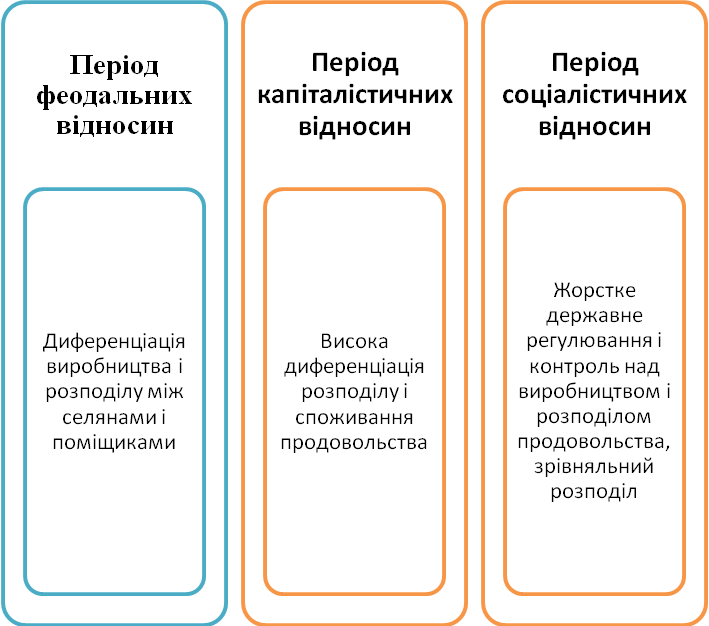 Період
феодальних
відносин
Диференціація
виробництва і
розподілу між
селянами і
поміщиками
Період
капіталістичних
відносин
Висока
диференціація
розподілу і
споживання
продовольства
Період
соціалістичних
відносин
Жорстке
державне
регулювання і
контроль над
виробництвом і
розподілом
продовольства,
зрівняльний
розподіл